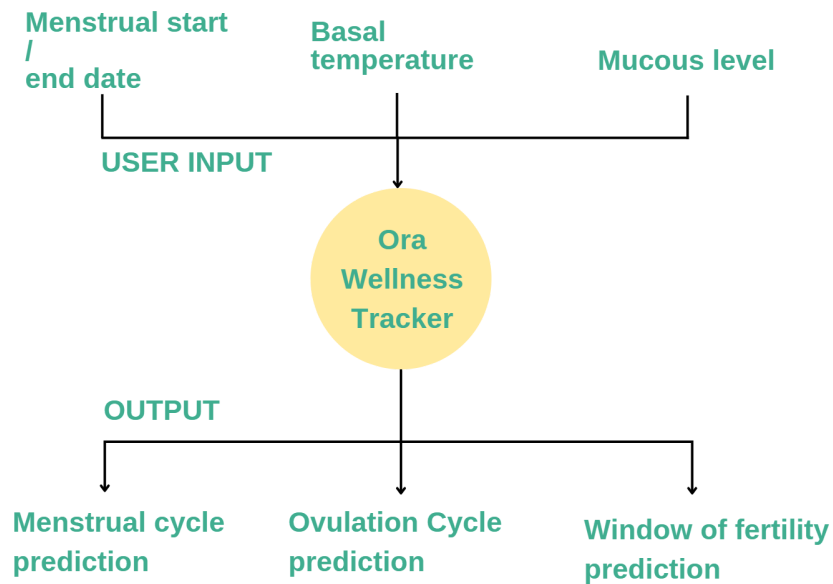 Menstrual start
/
end date
Basal
temperature
Mucous level
USER INPUT
Ora
Wellness
Tracker
OUTPUT
Menstrual cycle
prediction
Ovulation Cycle
prediction
Window of fertility
prediction